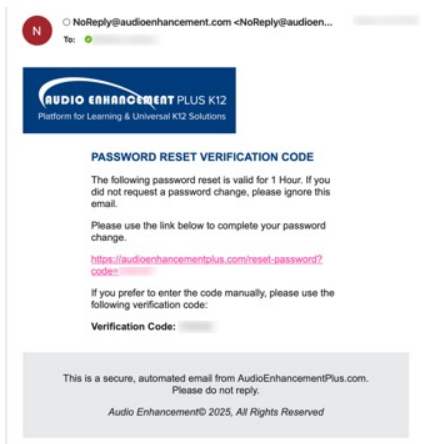 N
NoReply@audioenhancement.com <NoReply@audioen...
To:
AUDIO ENHANCEMENT PLUS K12
Platform for Learning & Universal K12 Solutions
PASSWORD RESET VERIFICATION CODE
The following password reset is valid for 1 Hour. If you
did not request a password change, please ignore this
email.
Please use the link below to complete your password
change.
https://audioenhancementplus.com/reset-password?
code=
If you prefer to enter the code manually, please use the
following verification code:
Verification Code:
This is a secure, automated email from AudioEnhancementPlus.com.
Please do not reply.
Audio Enhancement© 2025, All Rights Reserved